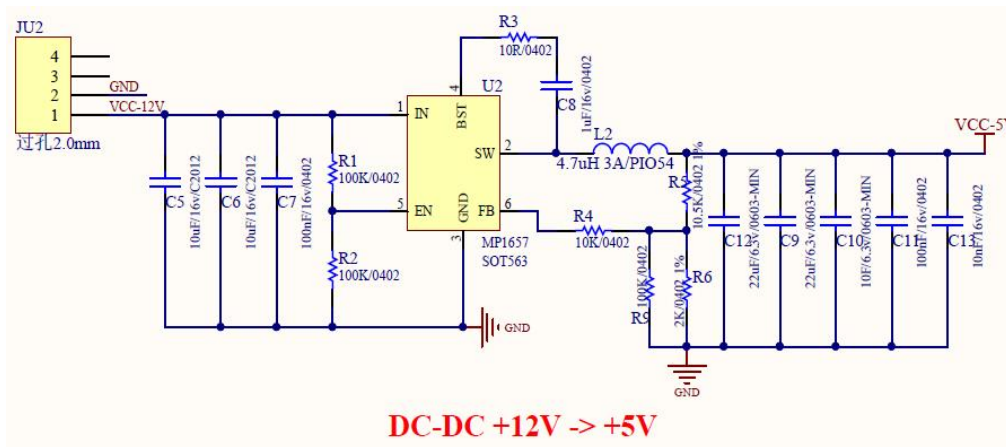 JU2
4
3
2
1
GND
VCC-12V
过孔2.0mm
C5
10uF/16v/C2012
C6
10uF/16v/C2012
C7
100nF/16v/0402
R1
100K/0402
R2
100K/0402
R3
10R/0402
C8
1uF/16v/0402
U2
1
IN
4
BST
SW
2
5
EN
GND
3
FB
6
MP1657
SOT563
L2
4.7uH 3A/PIO54
R4
10K/0402
R5
10.5K/0402 1%
100K/0402
R9
R6
2K/0402 1%
C12
22uF/6.3v/0603-MIN
C9
22uF/6.3v/0603-MIN
C10
10F/6.3v/0603-MIN
C11
100nF/16v/0402
C13
10nF/16v/0402
VCC-5V
GND
GND
DC-DC +12V -> +5V